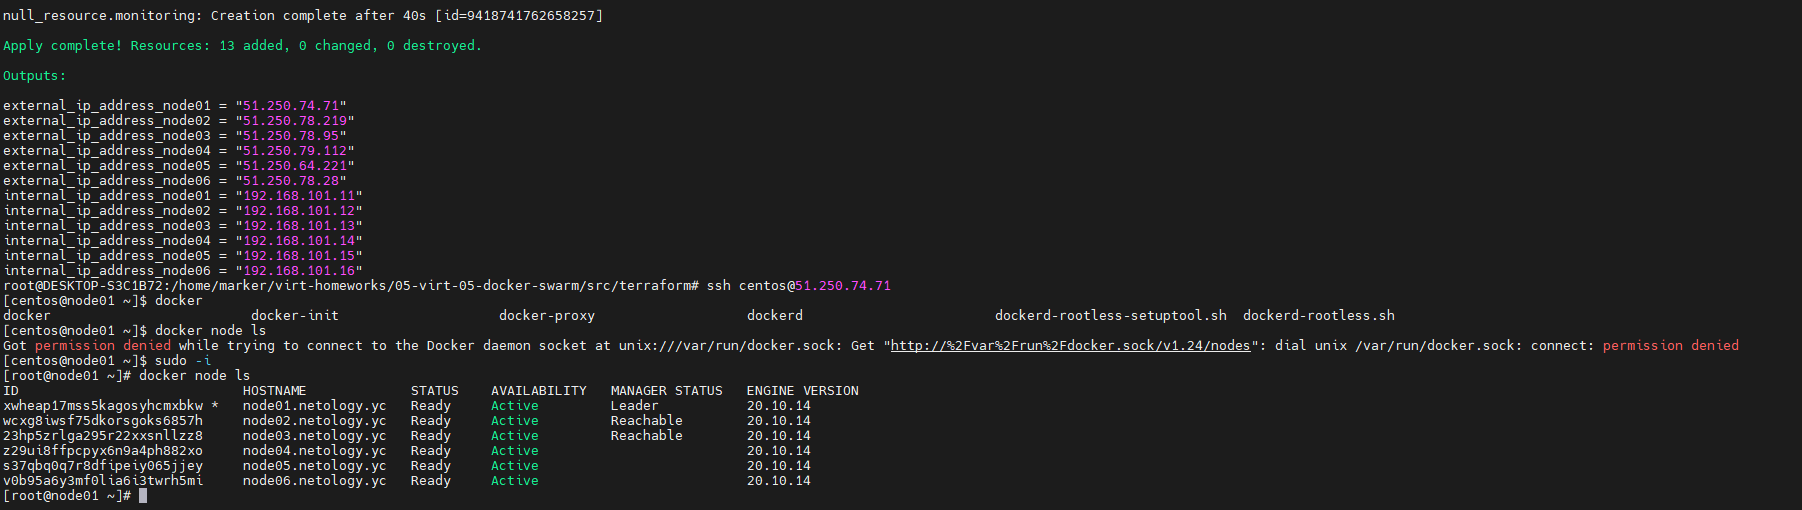 null_resource.monitoring: Creation complete after 40s [id=9418741762658257]
Apply complete! Resources: 13 added, 0 changed, 0 destroyed.
Outputs:
external_ip_address_node01 = "51.250.74.71"
external_ip_address_node02 = "51.250.78.219"
external_ip_address_node03 = "51.250.78.95"
external_ip_address_node04 = "51.250.79.112"
external_ip_address_node05 = "51.250.64.221"
external_ip_address_node06 = "51.250.78.28"
internal_ip_address_node01 = "192.168.101.11"
internal_ip_address_node02 = "192.168.101.12"
internal_ip_address_node03 = "192.168.101.13"
internal_ip_address_node04 = "192.168.101.14"
internal_ip_address_node05 = "192.168.101.15"
internal_ip_address_node06 = "192.168.101.16"
root@DESKTOP-S3C1B72:/home/marker/virt-homeworks/05-virt-05-docker-swarm/src/terraform# ssh centos@51.250.74.71
[centos@node01 ~]$ docker
docker docker-init docker-proxy dockerd dockerd-rootless-setuptool.sh dockerd-rootless.sh
[centos@node01 ~]$ docker node ls
Got permission denied while trying to connect to the Docker daemon socket at unix:///var/run/docker.sock: Get "http://%2Fvar%2Frun%2Fdocker.sock/v1.24/nodes": dial unix /var/run/docker.sock: connect: permission denied
[centos@node01 ~]$ sudo -i
[root@node01 ~]# docker node ls
ID HOSTNAME STATUS AVAILABILITY MANAGER STATUS ENGINE VERSION
xwheap17mss5kagosyhcmxbkw * node01.netology.yc Ready Active Leader 20.10.14
wcxg8iwsf75dkorsgoks6857h node02.netology.yc Ready Active Reachable 20.10.14
23hp5zrlga295r22xxsnllzz8 node03.netology.yc Ready Active Reachable 20.10.14
z29ui8ffpcpyx6n9a4ph882xo node04.netology.yc Ready Active 20.10.14
s37qbq0q7r8dfipeiy065jjey node05.netology.yc Ready Active 20.10.14
v0b95a6y3mf0lia6i3twrh5mi node06.netology.yc Ready Active 20.10.14
[root@node01 ~]#